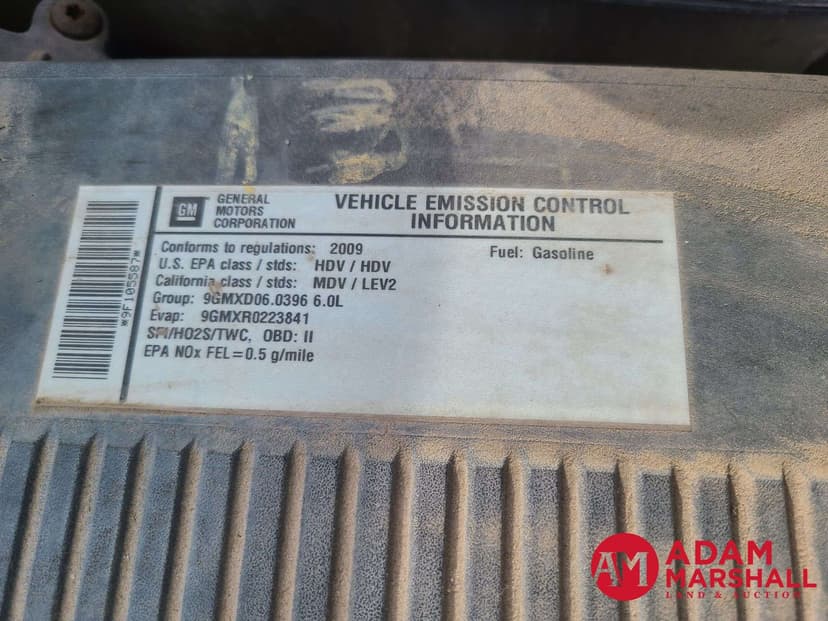 *9F105587*
GM
GENERAL
MOTORS
CORPORATION
VEHICLE EMISSION CONTROL
INFORMATION
Conforms to regulations: 2009
Fuel: Gasoline
U.S. EPA class / stds: HDV / HDV
California class / stds: MDV / LEV2
Group: 9GMXD06.0396 6.0L
Evap: 9GMXR0223841
SFI/HO2S/TWC, OBD: II
EPA NOx FEL=0.5 g/mile
AM
ADAM
MARSHALL
LAND & AUCTION